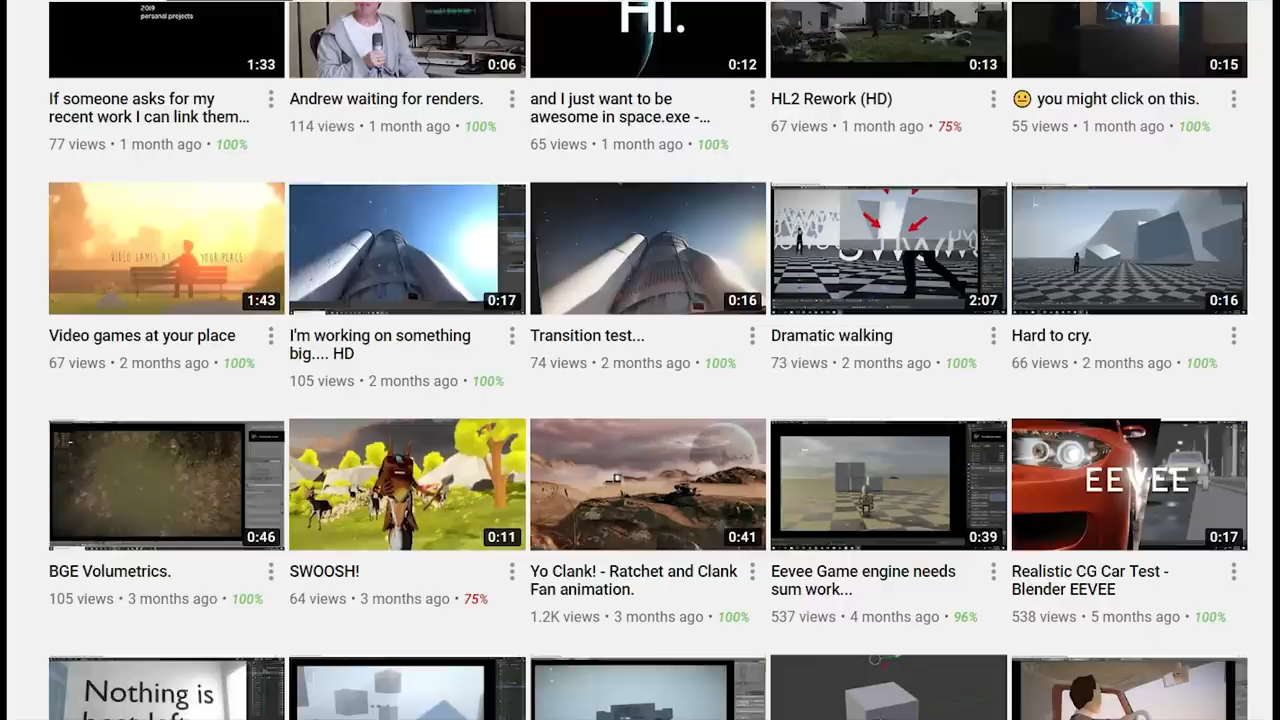 2019
personal projects
HI.
1:33
0:06
0:12
0:13
0:15
If someone asks for my
recent work I can link them...
77 views • 1 month ago • 100%
Andrew waiting for renders.
114 views • 1 month ago • 100%
and I just want to be
awesome in space.exe -...
65 views • 1 month ago • 100%
HL2 Rework (HD)
67 views • 1 month ago • 75%
😐 you might click on this.
55 views • 1 month ago • 100%
VIDEO GAMES AT YOUR PLACE
1:43
0:17
0:16
2:07
0:16
Video games at your place
67 views • 2 months ago • 100%
I'm working on something
big.... HD
105 views • 2 months ago • 100%
Transition test...
74 views • 2 months ago • 100%
Dramatic walking
73 views • 2 months ago • 100%
Hard to cry.
66 views • 2 months ago • 100%
EEVEE
0:46
0:11
0:41
0:39
0:17
BGE Volumetrics.
105 views • 3 months ago • 100%
SWOOSH!
64 views • 3 months ago • 75%
Yo Clank! - Ratchet and Clank
Fan animation.
1.2K views • 3 months ago • 100%
Eevee Game engine needs
sum work...
537 views • 4 months ago • 96%
Realistic CG Car Test -
Blender EEVEE
538 views • 5 months ago • 100%
Nothing is